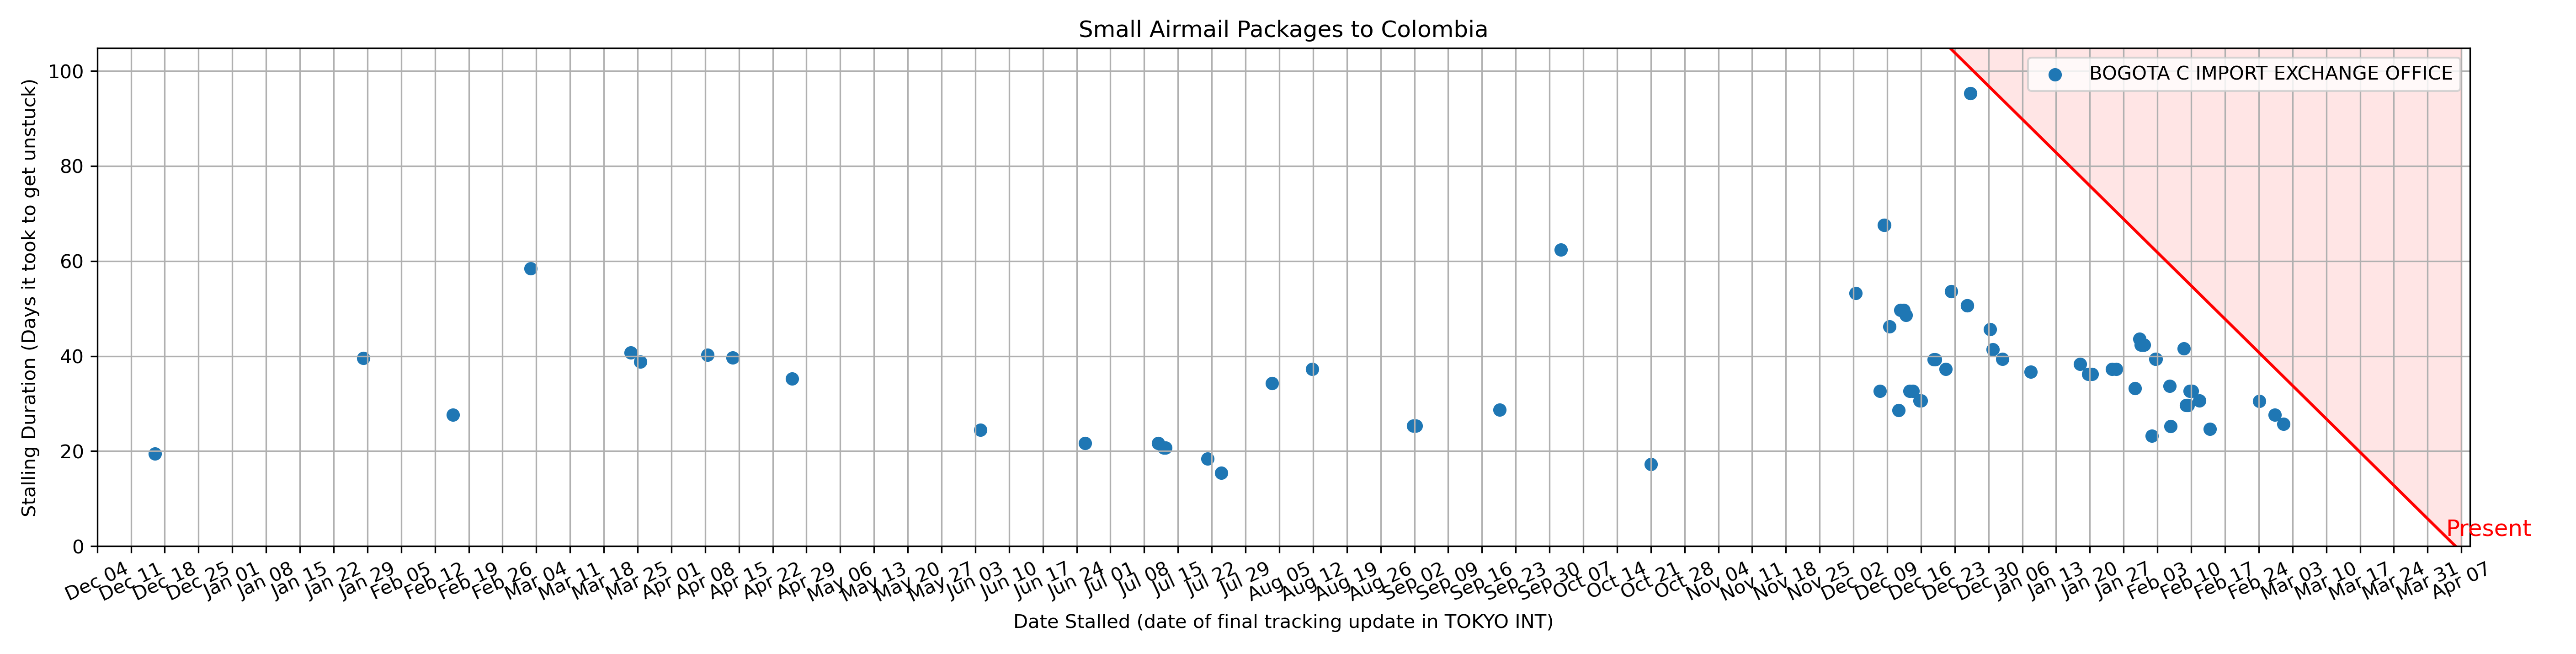 Small Airmail Packages to Colombia
BOGOTA C IMPORT EXCHANGE OFFICE
Stalling Duration (Days it took to get unstuck)
100
80
60
40
20
0
Present
Dec 04 Dec 11 Dec 18 Dec 25 Jan 01 Jan 08 Jan 15 Jan 22 Jan 29 Feb 05 Feb 12 Feb 19 Feb 26 Mar 04 Mar 11 Mar 18 Mar 25 Apr 01 Apr 08 Apr 15 Apr 22 Apr 29 May 06 May 13 May 20 May 27 Jun 03 Jun 10 Jun 17 Jun 24 Jul 01 Jul 08 Jul 15 Jul 22 Jul 29 Aug 05 Aug 12 Aug 19 Aug 26 Sep 02 Sep 09 Sep 16 Sep 23 Sep 30 Oct 07 Oct 14 Oct 21 Oct 28 Nov 04 Nov 11 Nov 18 Nov 25 Dec 02 Dec 09 Dec 16 Dec 23 Dec 30 Jan 06 Jan 13 Jan 20 Jan 27 Feb 03 Feb 10 Feb 17 Feb 24 Mar 03 Mar 10 Mar 17 Mar 24 Mar 31 Apr 07
Date Stalled (date of final tracking update in TOKYO INT)